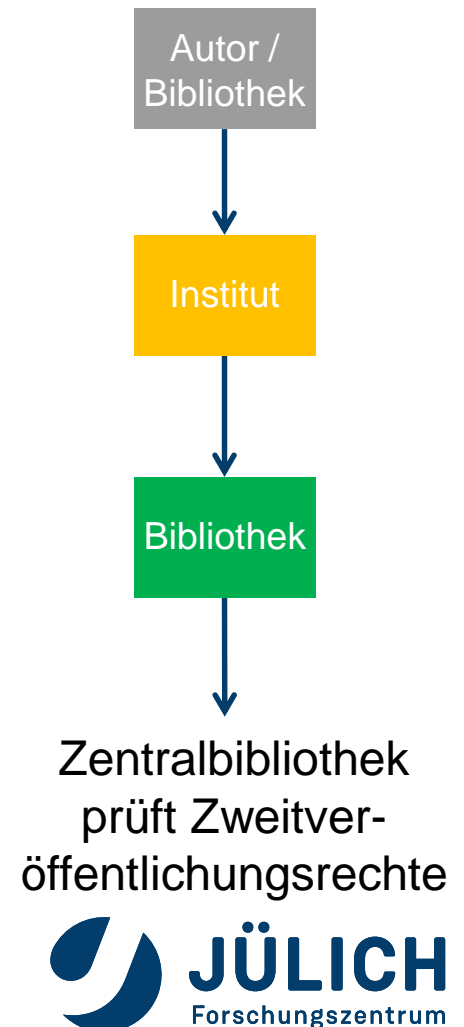 Autor /
Bibliothek
Institut
Bibliothek
Zentralbibliothek
prüft Zweitver-
öffentlichungsrechte
JÜLICH
Forschungszentrum